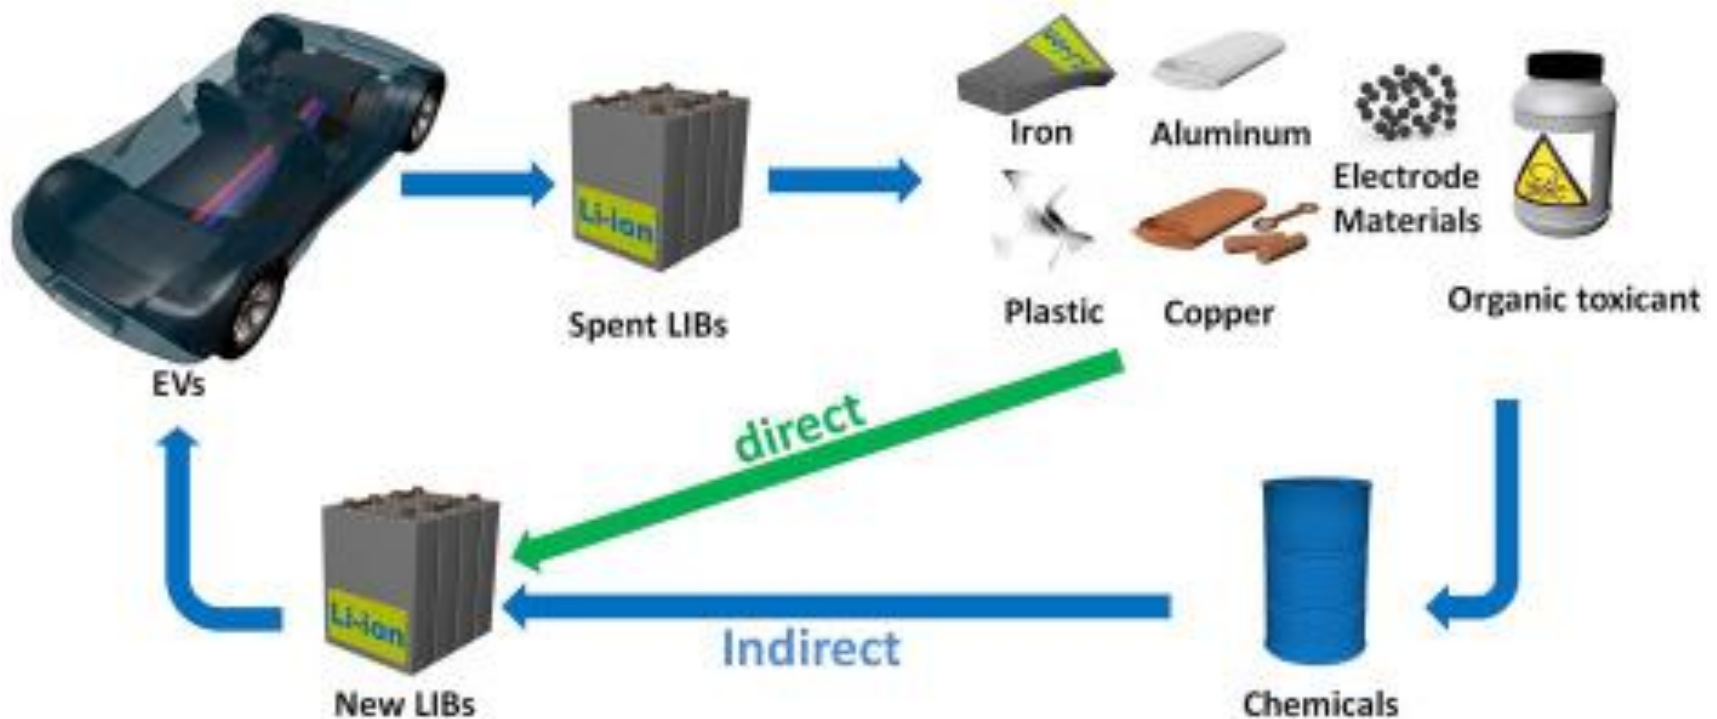 Iron
Aluminum
Electrode
Materials
Li-ion
Plastic
Copper
Organic toxicant
Spent LIBs
EVs
direct
Li-ion
Indirect
New LIBs
Chemicals